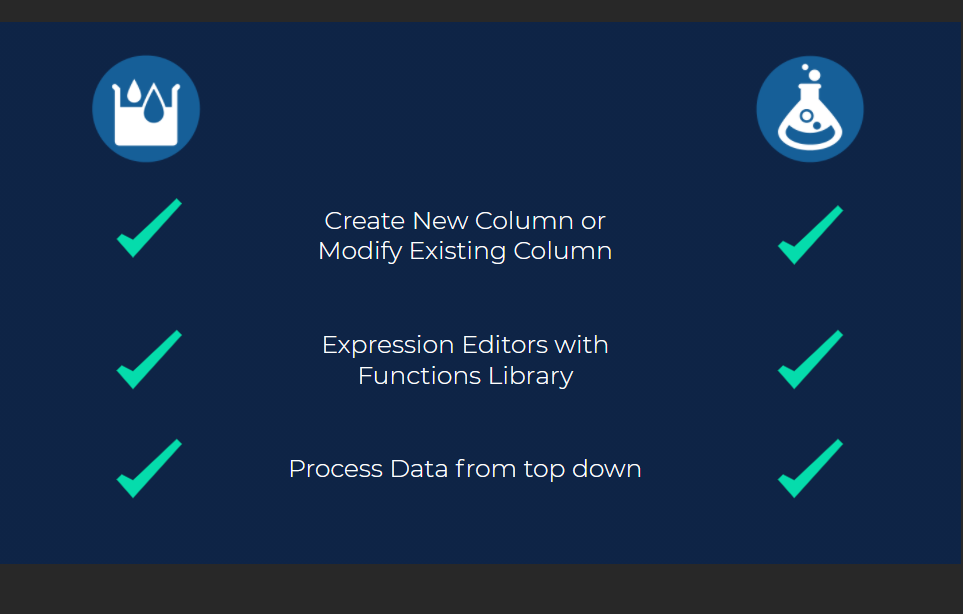 Create New Column or
Modify Existing Column
Expression Editors with
Functions Library
Process Data from top down